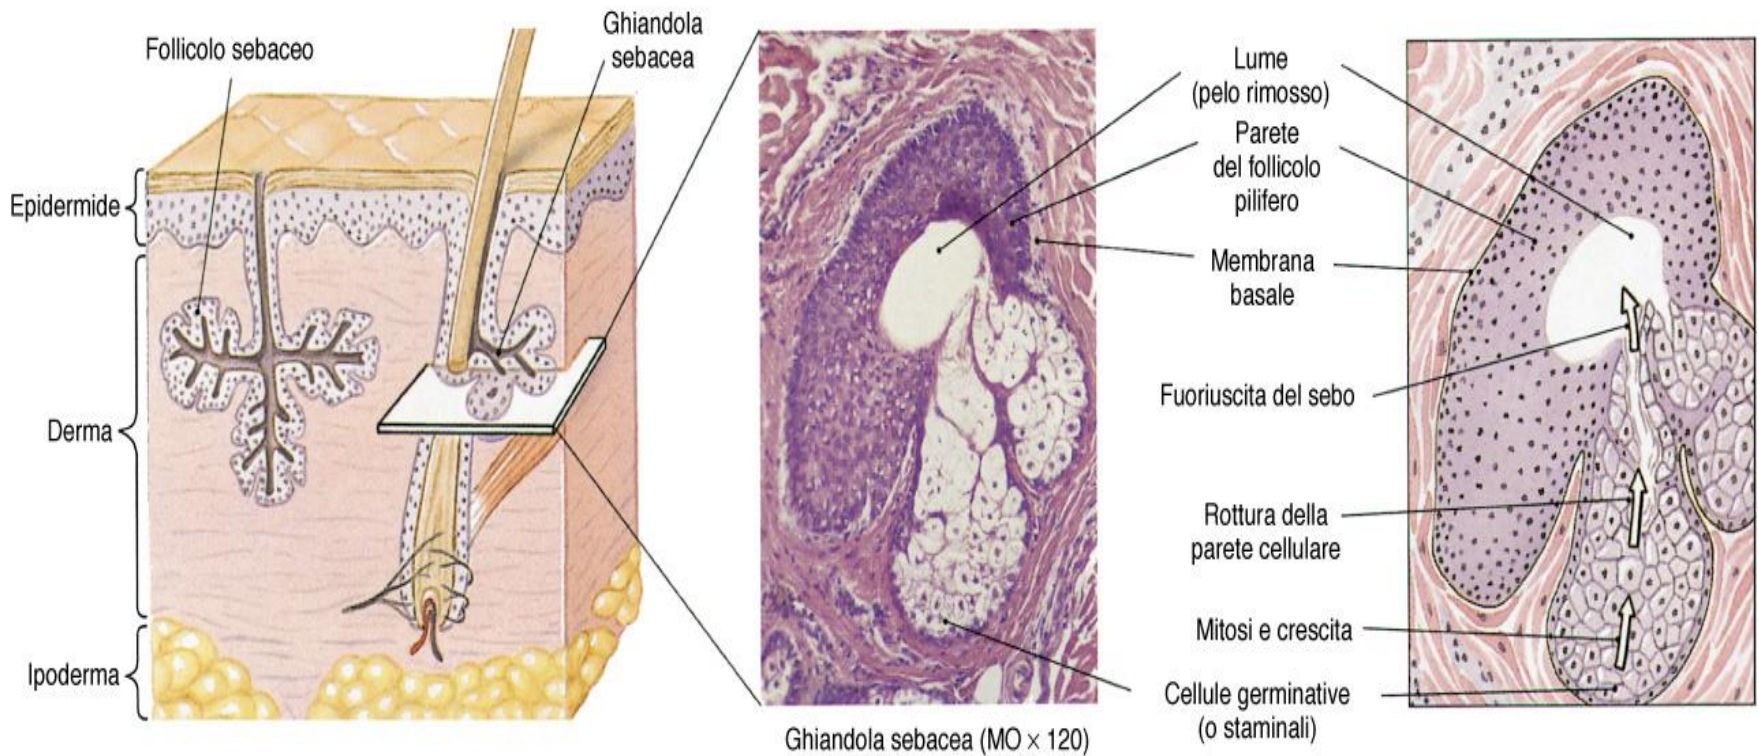 Follicolo sebaceo
Ghiandola
sebacea
Epidermide
Derma
Ipoderma
Lume
(pelo rimosso)
Parete
del follicolo
pilifero
Membrana
basale
Fuoriuscita del sebo
Rottura della
parete cellulare
Mitosi e crescita
Cellule germinative
(o staminali)
Ghiandola sebacea (MO × 120)